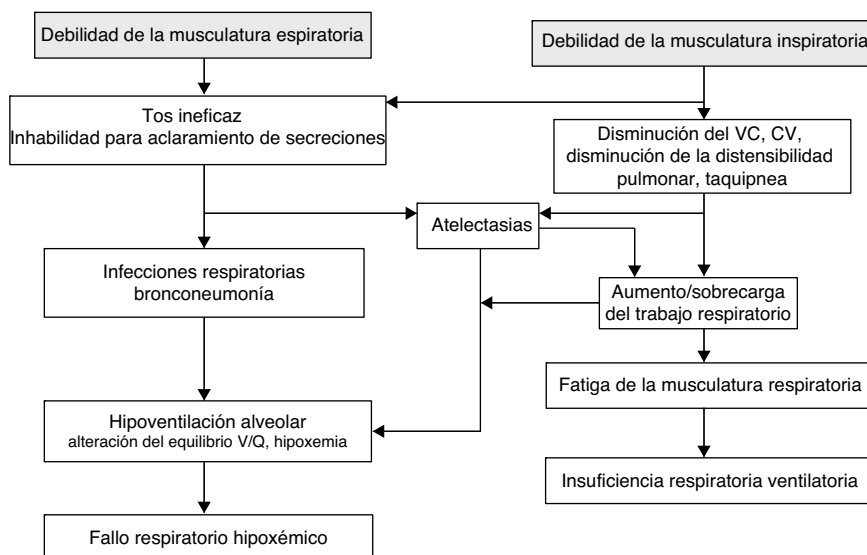 Debilidad de la musculatura espiratoria
Debilidad de la musculatura inspiratoria
Tos ineficaz
Inhabilidad para aclaramiento de secreciones
Disminución del VC, CV,
disminución de la distensibilidad
pulmonar, taquipnea
Atelectasias
Infecciones respiratorias
bronconeumonía
Aumento/sobrecarga
del trabajo respiratorio
Fatiga de la musculatura respiratoria
Hipoventilación alveolar
alteración del equilibrio V/Q, hipoxemia
Insuficiencia respiratoria ventilatoria
Fallo respiratorio hipoxémico